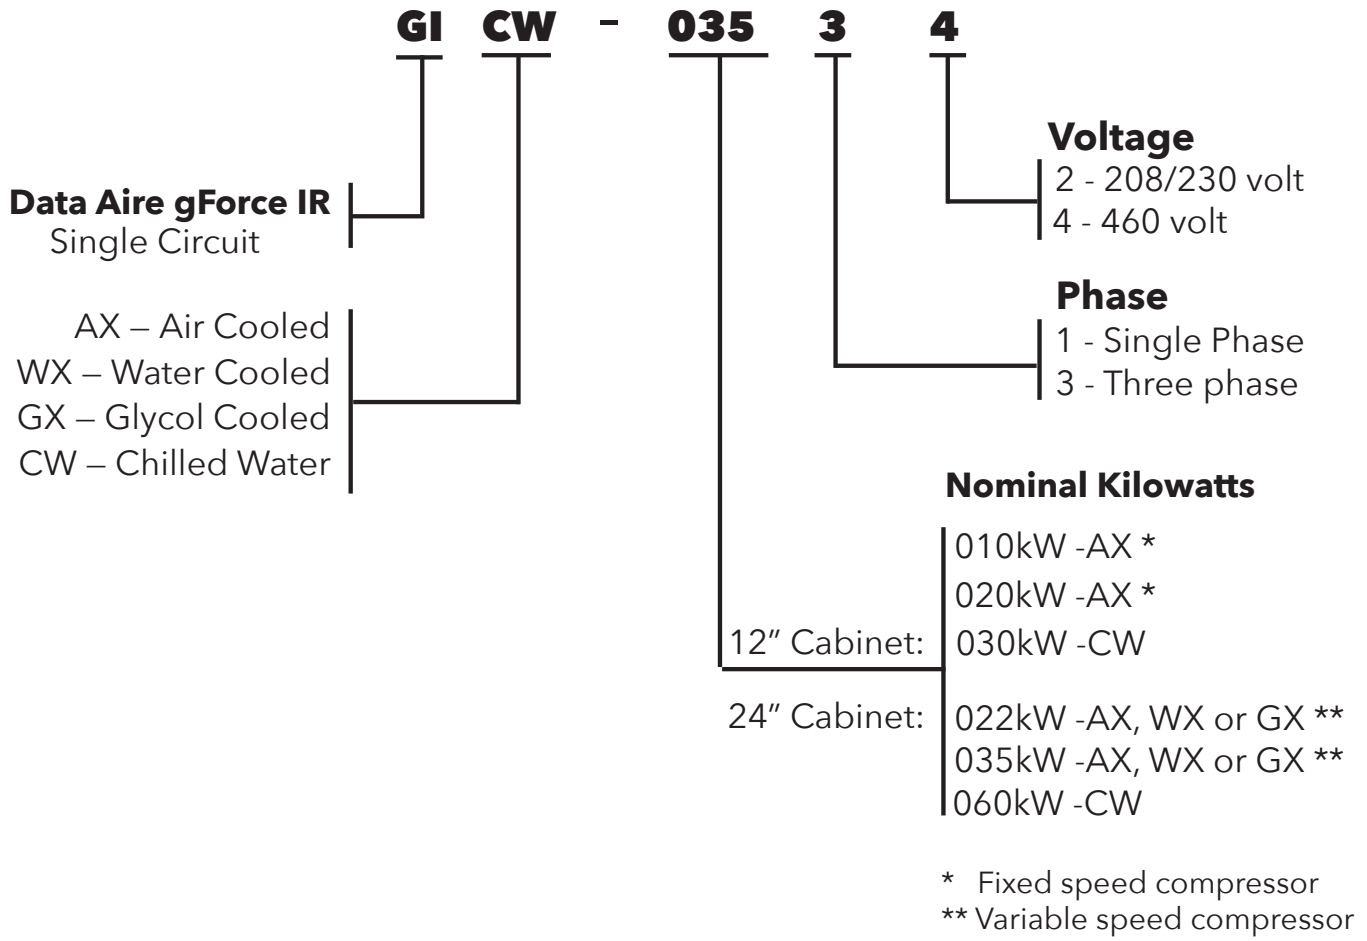 GI CW - 035 3 4
Voltage
2 - 208/230 volt
4 - 460 volt
Data Aire gForce IR
Single Circuit
Phase
1 - Single Phase
3 - Three phase
AX – Air Cooled
WX – Water Cooled
GX – Glycol Cooled
CW – Chilled Water
Nominal Kilowatts
010kW -AX *
020kW -AX *
12” Cabinet: 030kW -CW
24” Cabinet: 022kW -AX, WX or GX **
035kW -AX, WX or GX **
060kW -CW
* Fixed speed compressor
** Variable speed compressor